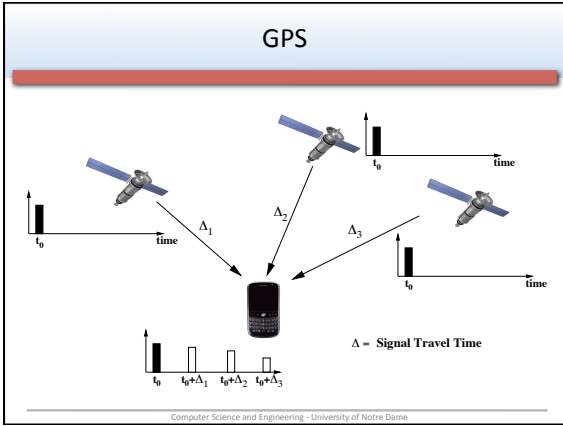 GPS
t₀
time
t₀
time
Δ₁
Δ₂
Δ₃
t₀
time
Δ = Signal Travel Time
t₀ t₀+Δ₁ t₀+Δ₂ t₀+Δ₃
Computer Science and Engineering - University of Notre Dame